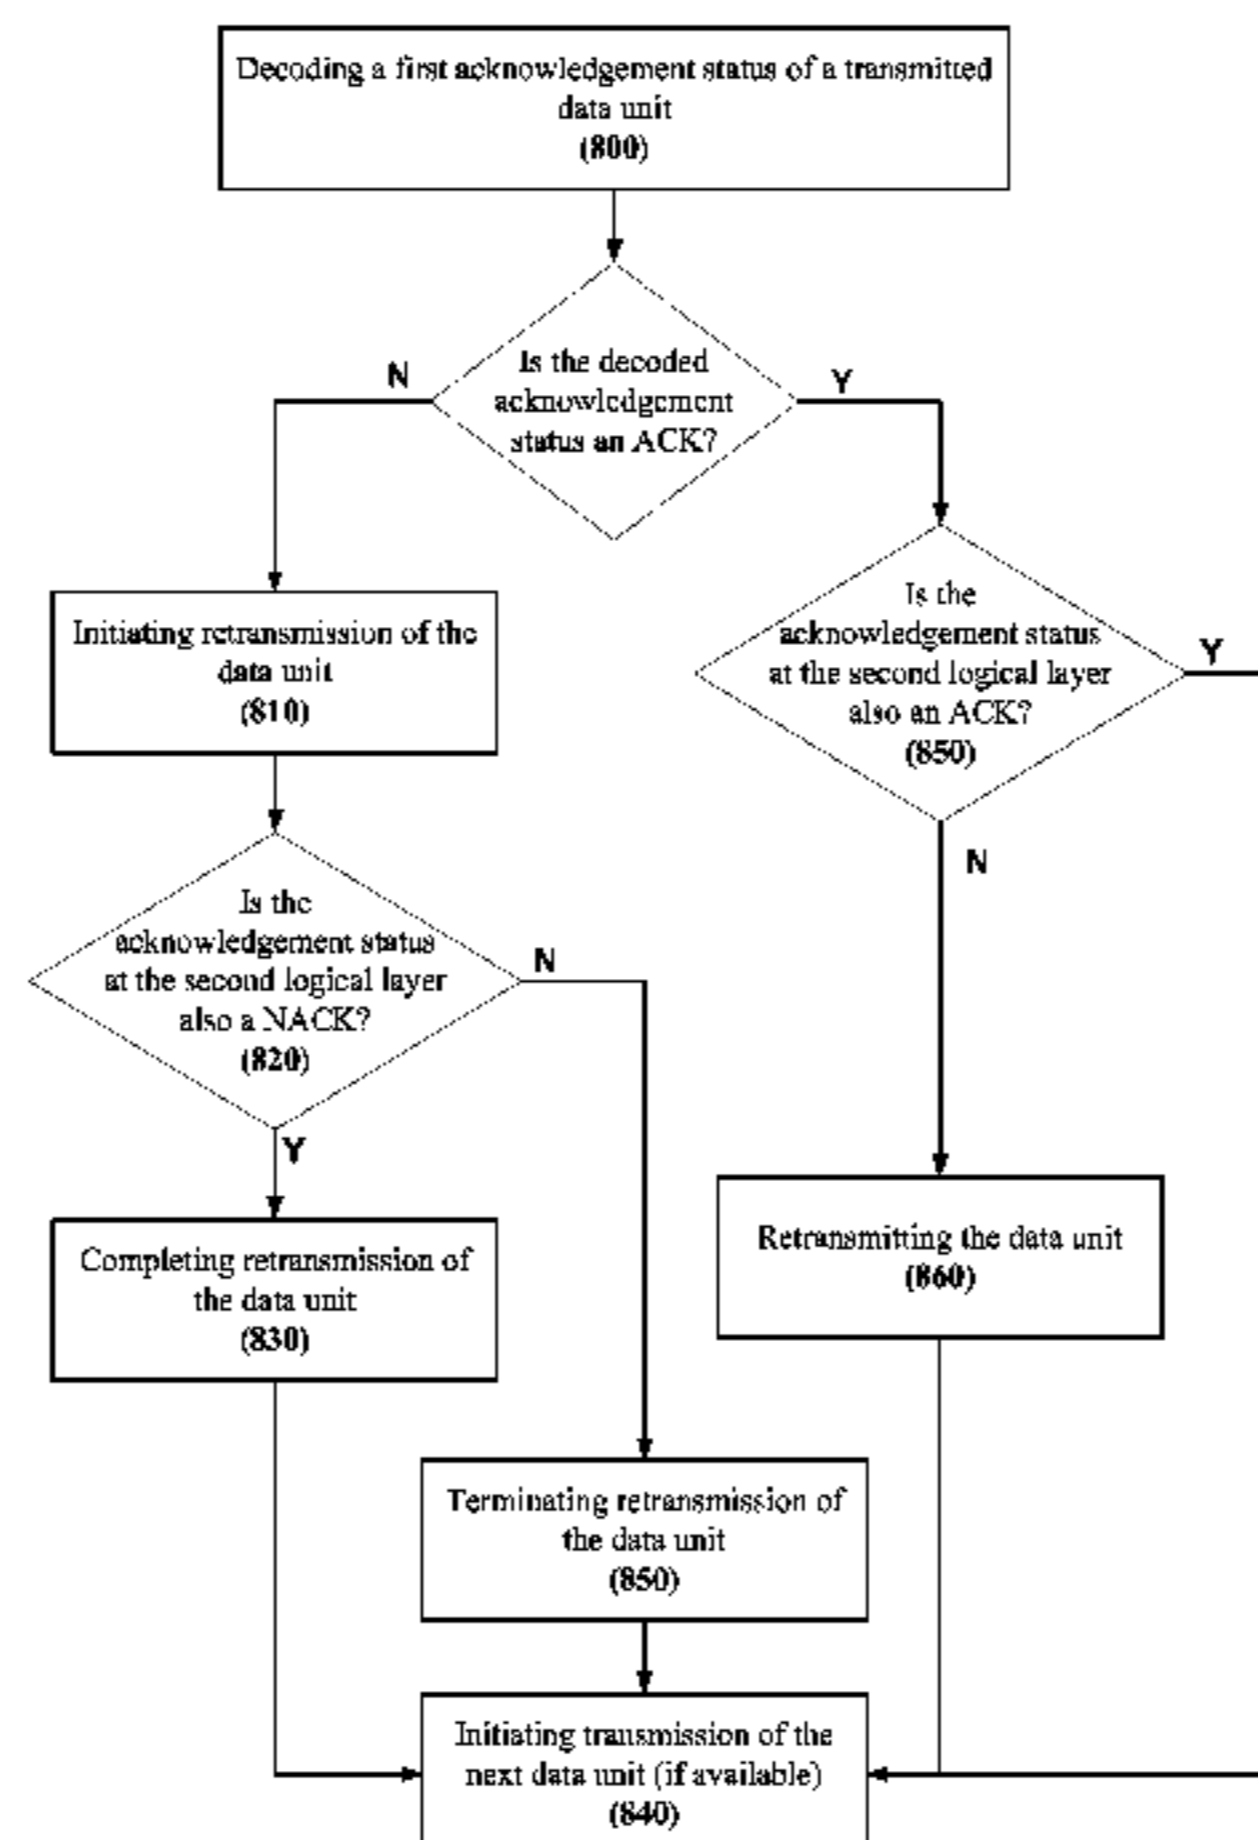 Decoding a first acknowledgement status of a transmitted
data unit
(800)
Is the decoded
acknowledgement
status an ACK?
N
Y
Initiating retransmission of the
data unit
(810)
Is the
acknowledgement status
at the second logical layer
also an ACK?
(850)
Y
N
Is the
acknowledgement status
at the second logical layer
also a NACK?
(820)
N
Y
Completing retransmission of
the data unit
(830)
Retransmitting the data unit
(860)
Terminating retransmission of
the data unit
(850)
Initiating transmission of the
next data unit (if available)
(840)